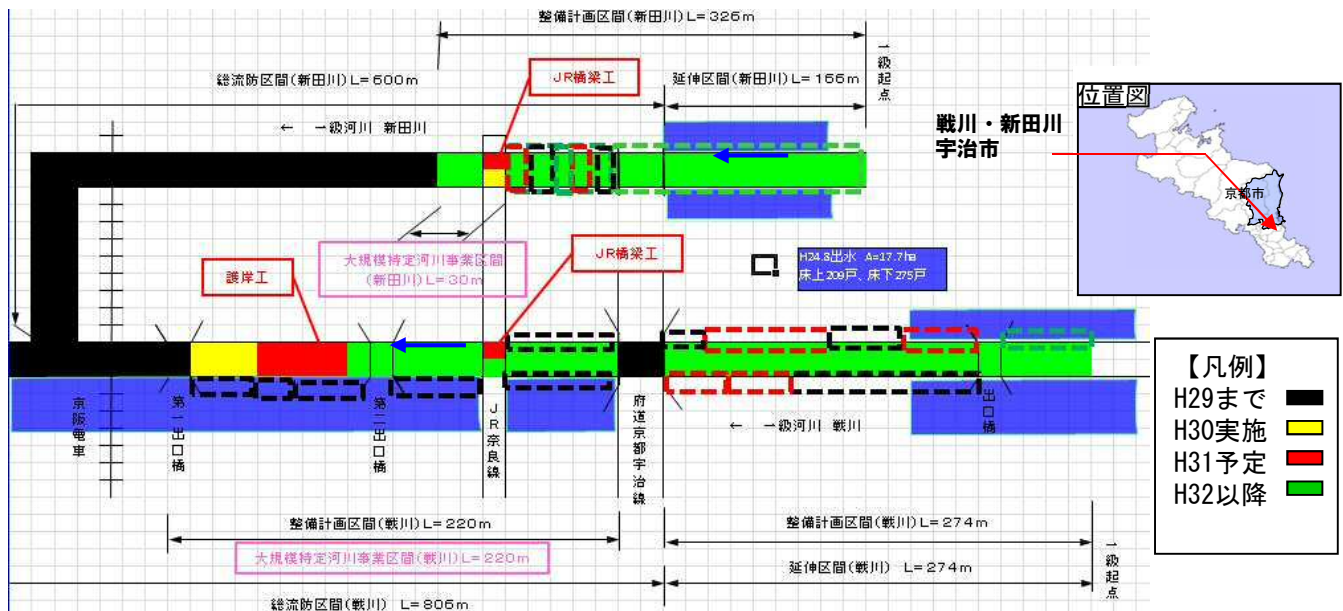 整備計画区間(新田川)L=326m
総流防区間(新田川)L=600m
JR橋梁工
延伸区間(新田川)L=166m
一級起点
← 一級河川 新田川
位置図
戦川・新田川
宇治市
京都市
大規模特定河川事業区間
(新田川)L=30m
JR橋梁工
護岸工
H24.8出水 A=17.7ha
床上209戸、床下275戸
【凡例】
H29まで
H30実施
H31予定
H32以降
京阪電車
第一出口橋
第二出口橋
JR奈良線
府道京都宇治線
← 一級河川 戦川
出口橋
整備計画区間(戦川)L=220m
整備計画区間(戦川)L=274m
大規模特定河川事業区間(戦川)L=220m
延伸区間(戦川) L=274m
一級起点
総流防区間(戦川) L=806m